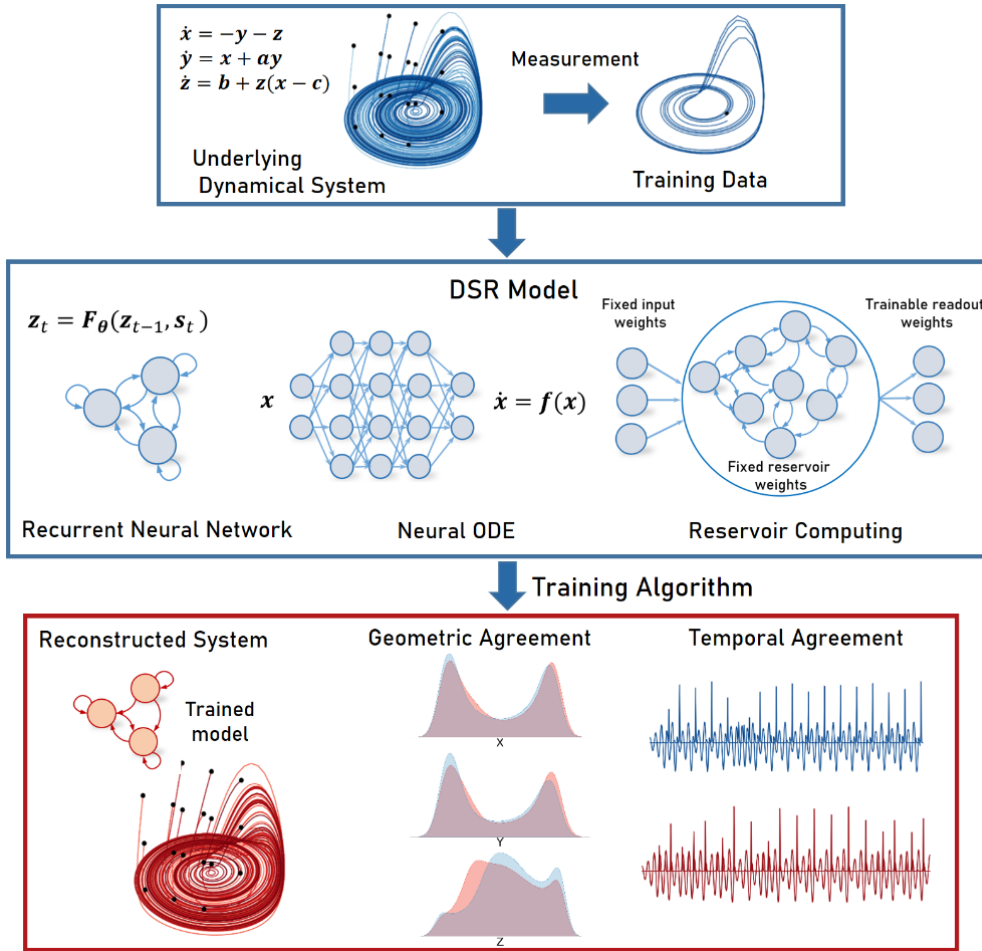 ẋ = −y − z
ẏ = x + ay
ż = b + z(x − c)
Underlying
Dynamical System
Measurement
Training Data
DSR Model
z_t = F_θ(z_{t−1}, s_t)
Recurrent Neural Network
x
ẋ = f(x)
Neural ODE
Fixed input
weights
Trainable readout
weights
Fixed reservoir
weights
Reservoir Computing
Training Algorithm
Reconstructed System
Trained
model
Geometric Agreement
X
Y
Z
Temporal Agreement